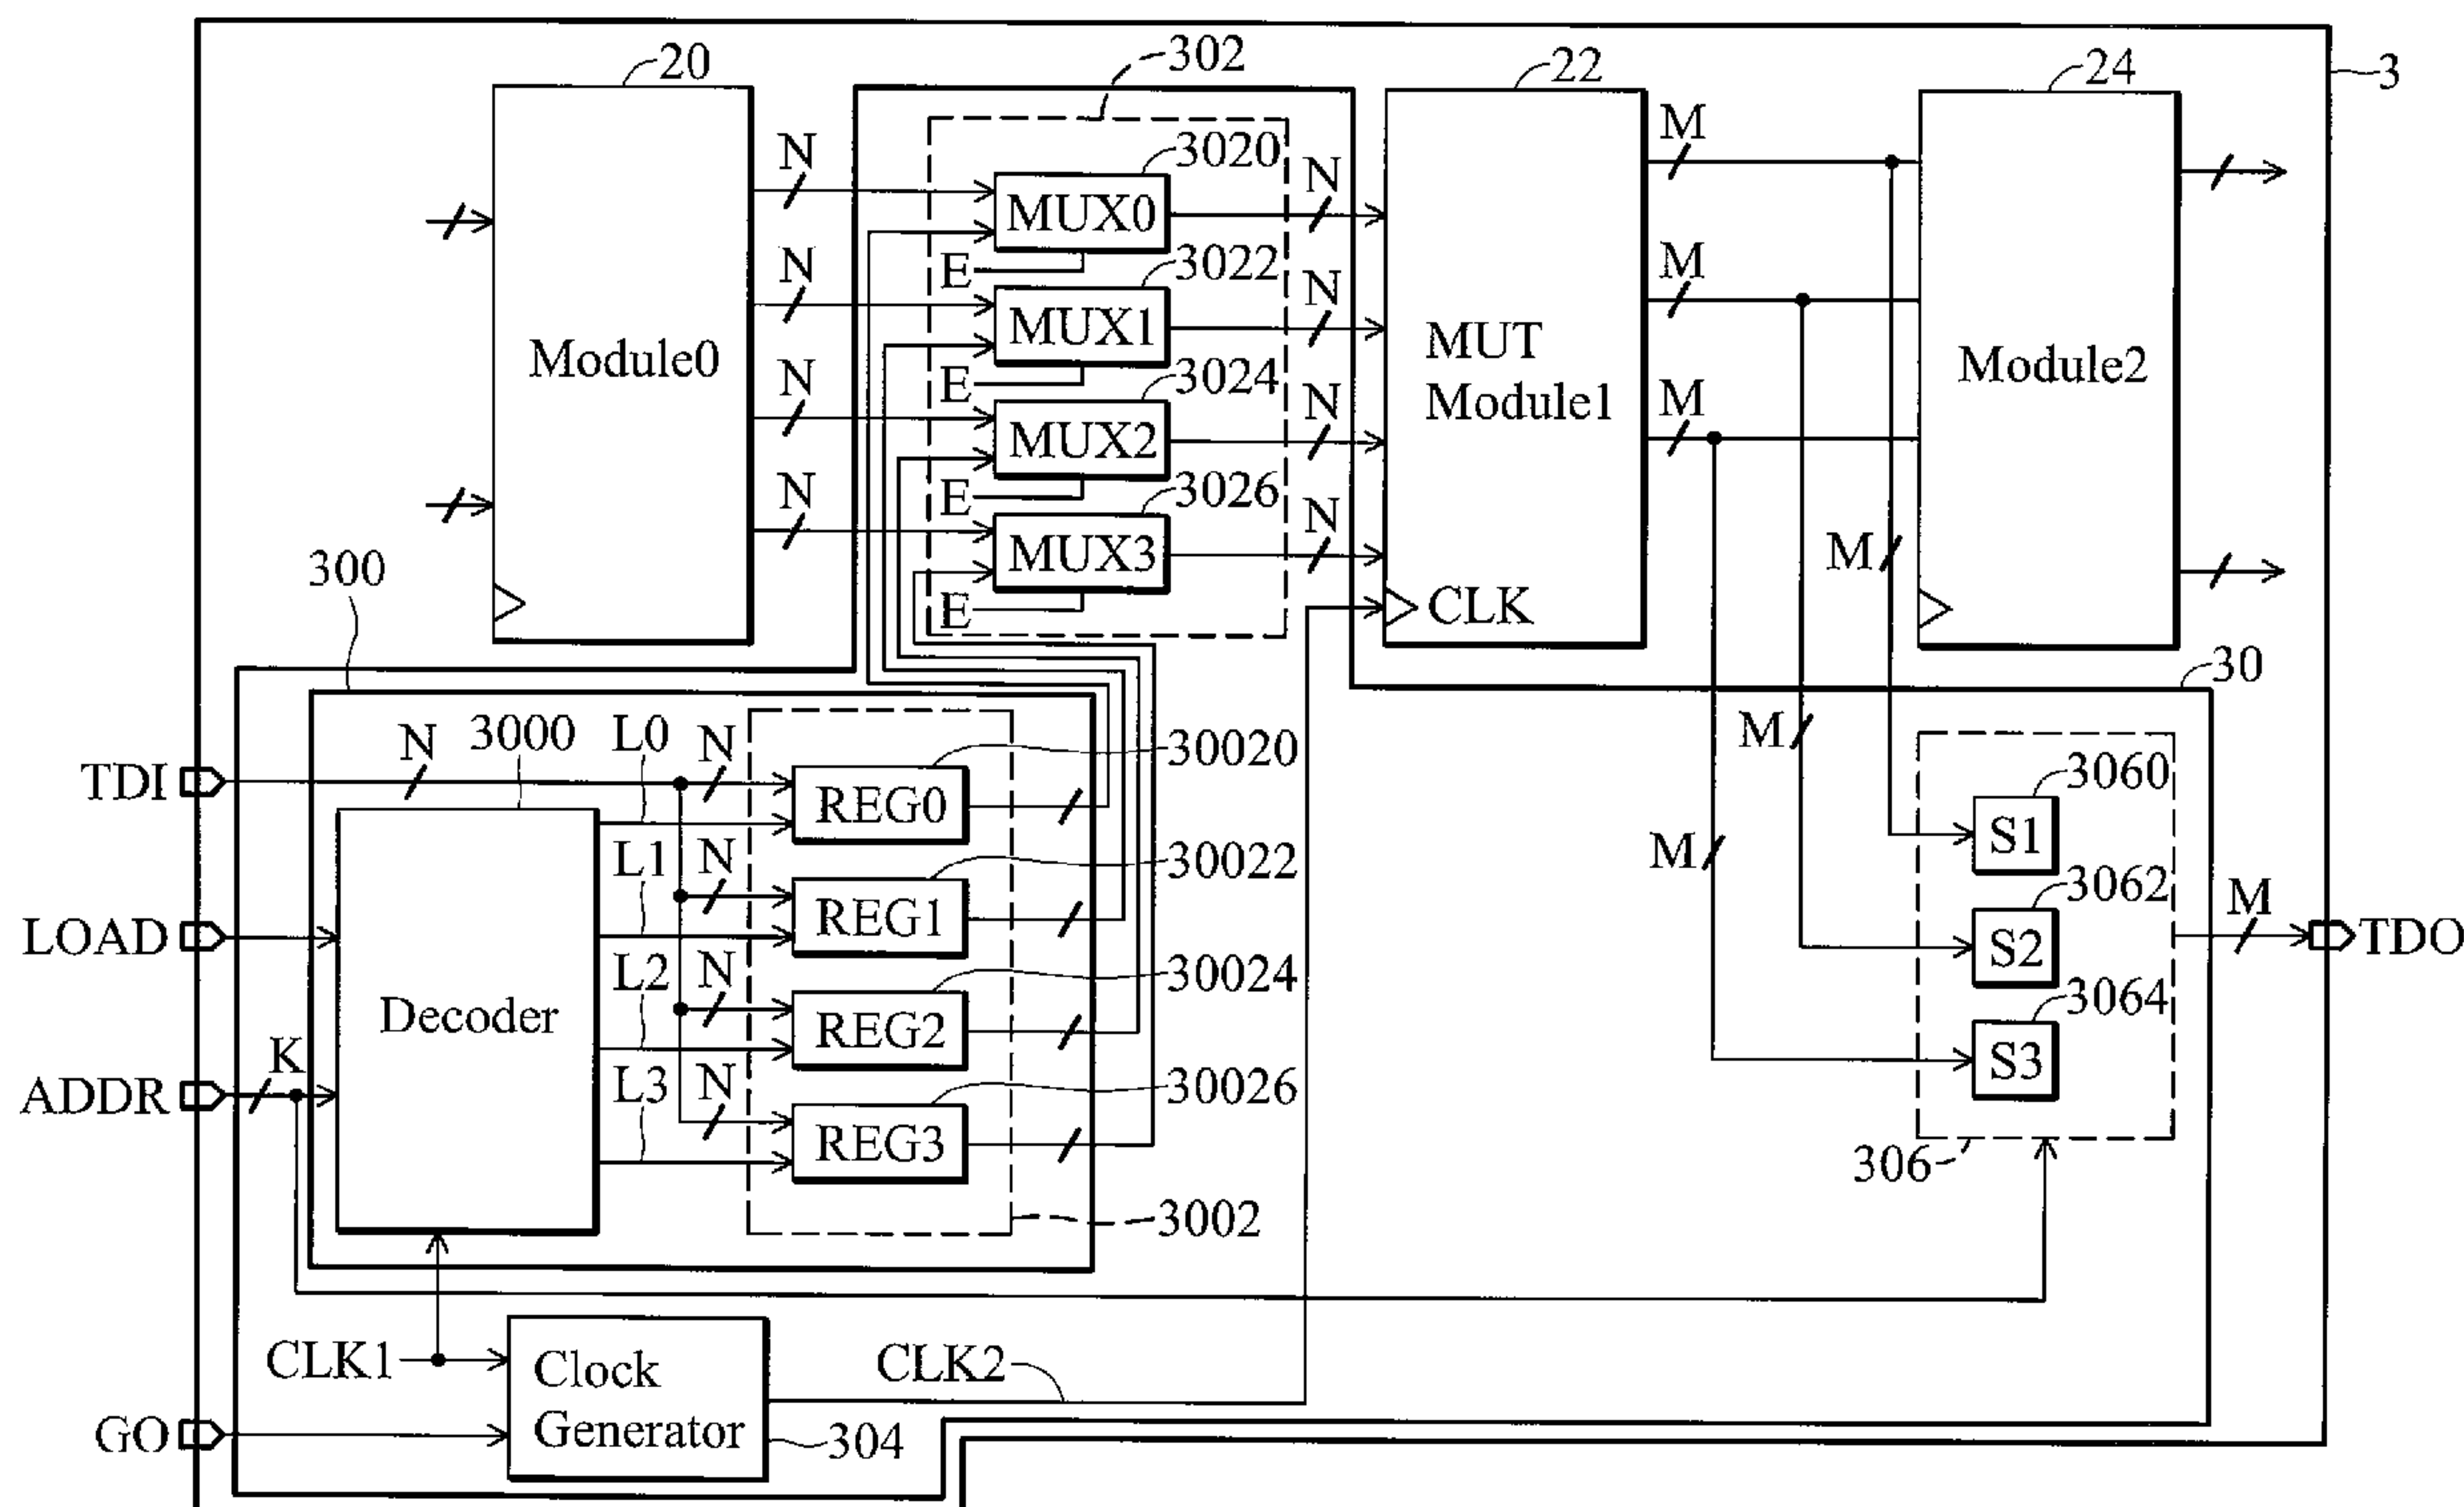 20
302
22
24
3
N
3020
N
M
MUX0
E
N
3022
N
M
MUX1
E
Module0
MUT
Module1
Module2
N
3024
N
M
MUX2
E
N
3026
N
MUX3
E
CLK
M
300
30
TDI
N
3000
L0
N
30020
REG0
M
3060
S1
L1
N
30022
REG1
M
3062
S2
M
TDO
LOAD
Decoder
L2
N
30024
REG2
3064
S3
ADDR
K
L3
N
30026
REG3
306
3002
CLK1
Clock
Generator
CLK2
GO
304